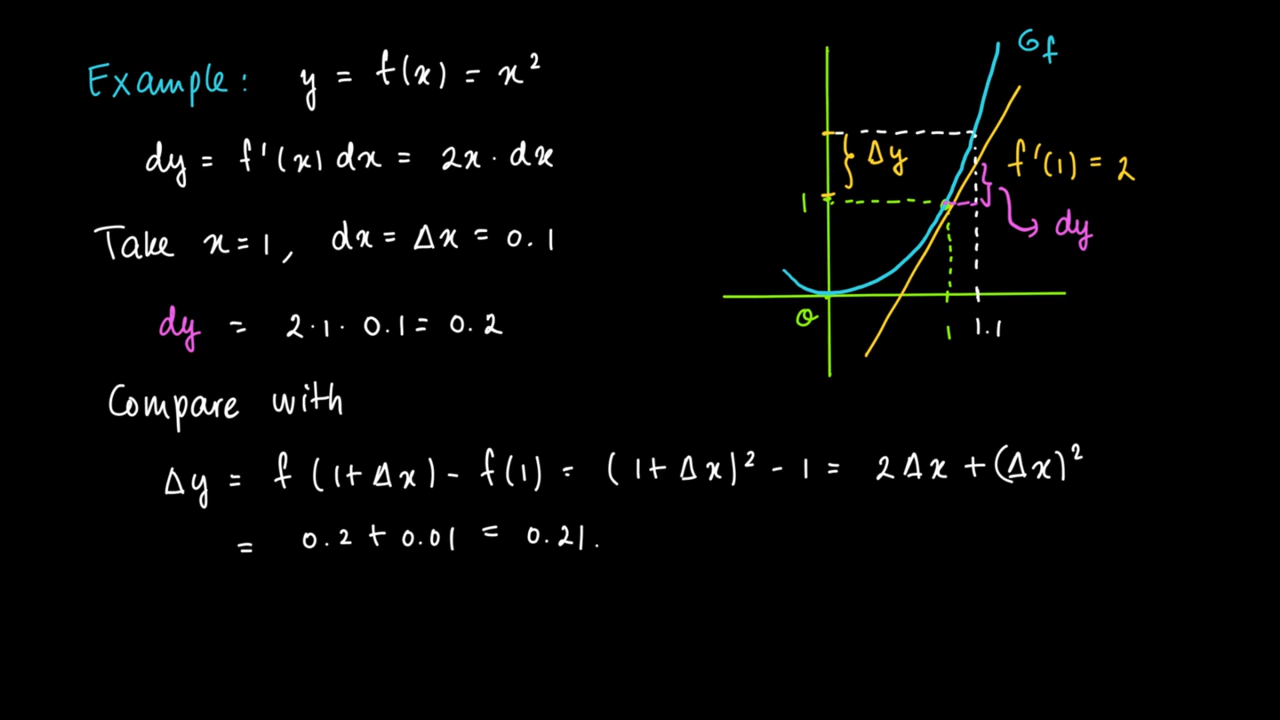 Example: y = f(x) = x²
dy = f'(x) dx = 2x · dx
Take x = 1, dx = Δx = 0.1
dy = 2 · 1 · 0.1 = 0.2
Compare with
Δy = f (1 + Δx) - f(1) = (1 + Δx)² - 1 = 2Δx + (Δx)²
= 0.2 + 0.01 = 0.21.
G_f
Δy
f'(1) = 2
1
dy
O
1
1.1